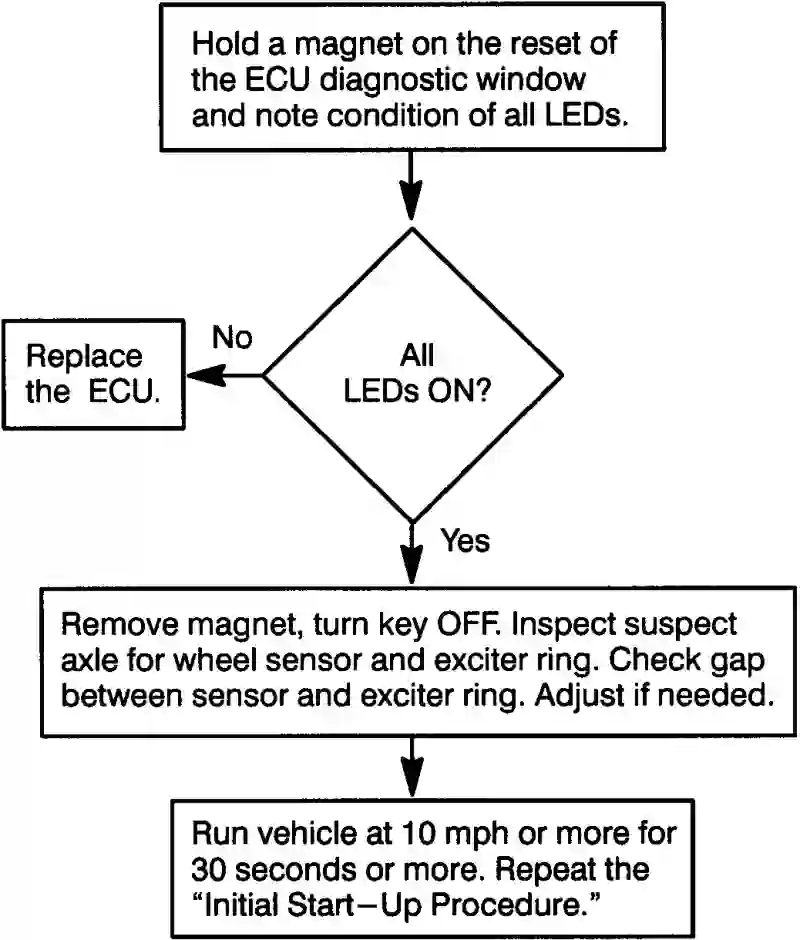 Hold a magnet on the reset of
the ECU diagnostic window
and note condition of all LEDs.
No
All
LEDs ON?
Replace
the ECU.
Yes
Remove magnet, turn key OFF. Inspect suspect
axle for wheel sensor and exciter ring. Check gap
between sensor and exciter ring. Adjust if needed.
Run vehicle at 10 mph or more for
30 seconds or more. Repeat the
“Initial Start–Up Procedure.”